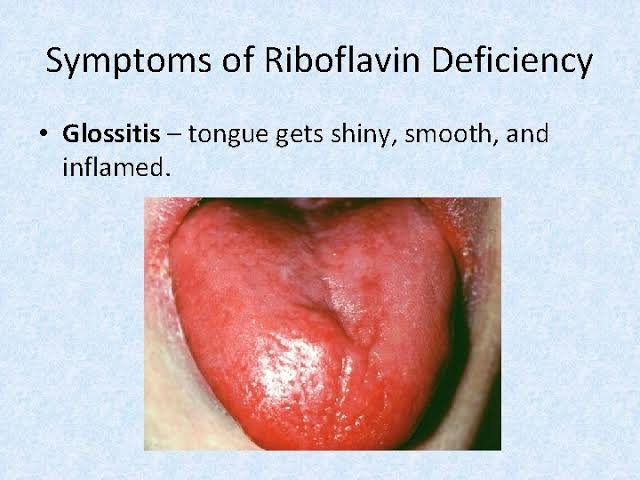 Symptoms of Riboflavin Deficiency
• Glossitis – tongue gets shiny, smooth, and
inflamed.